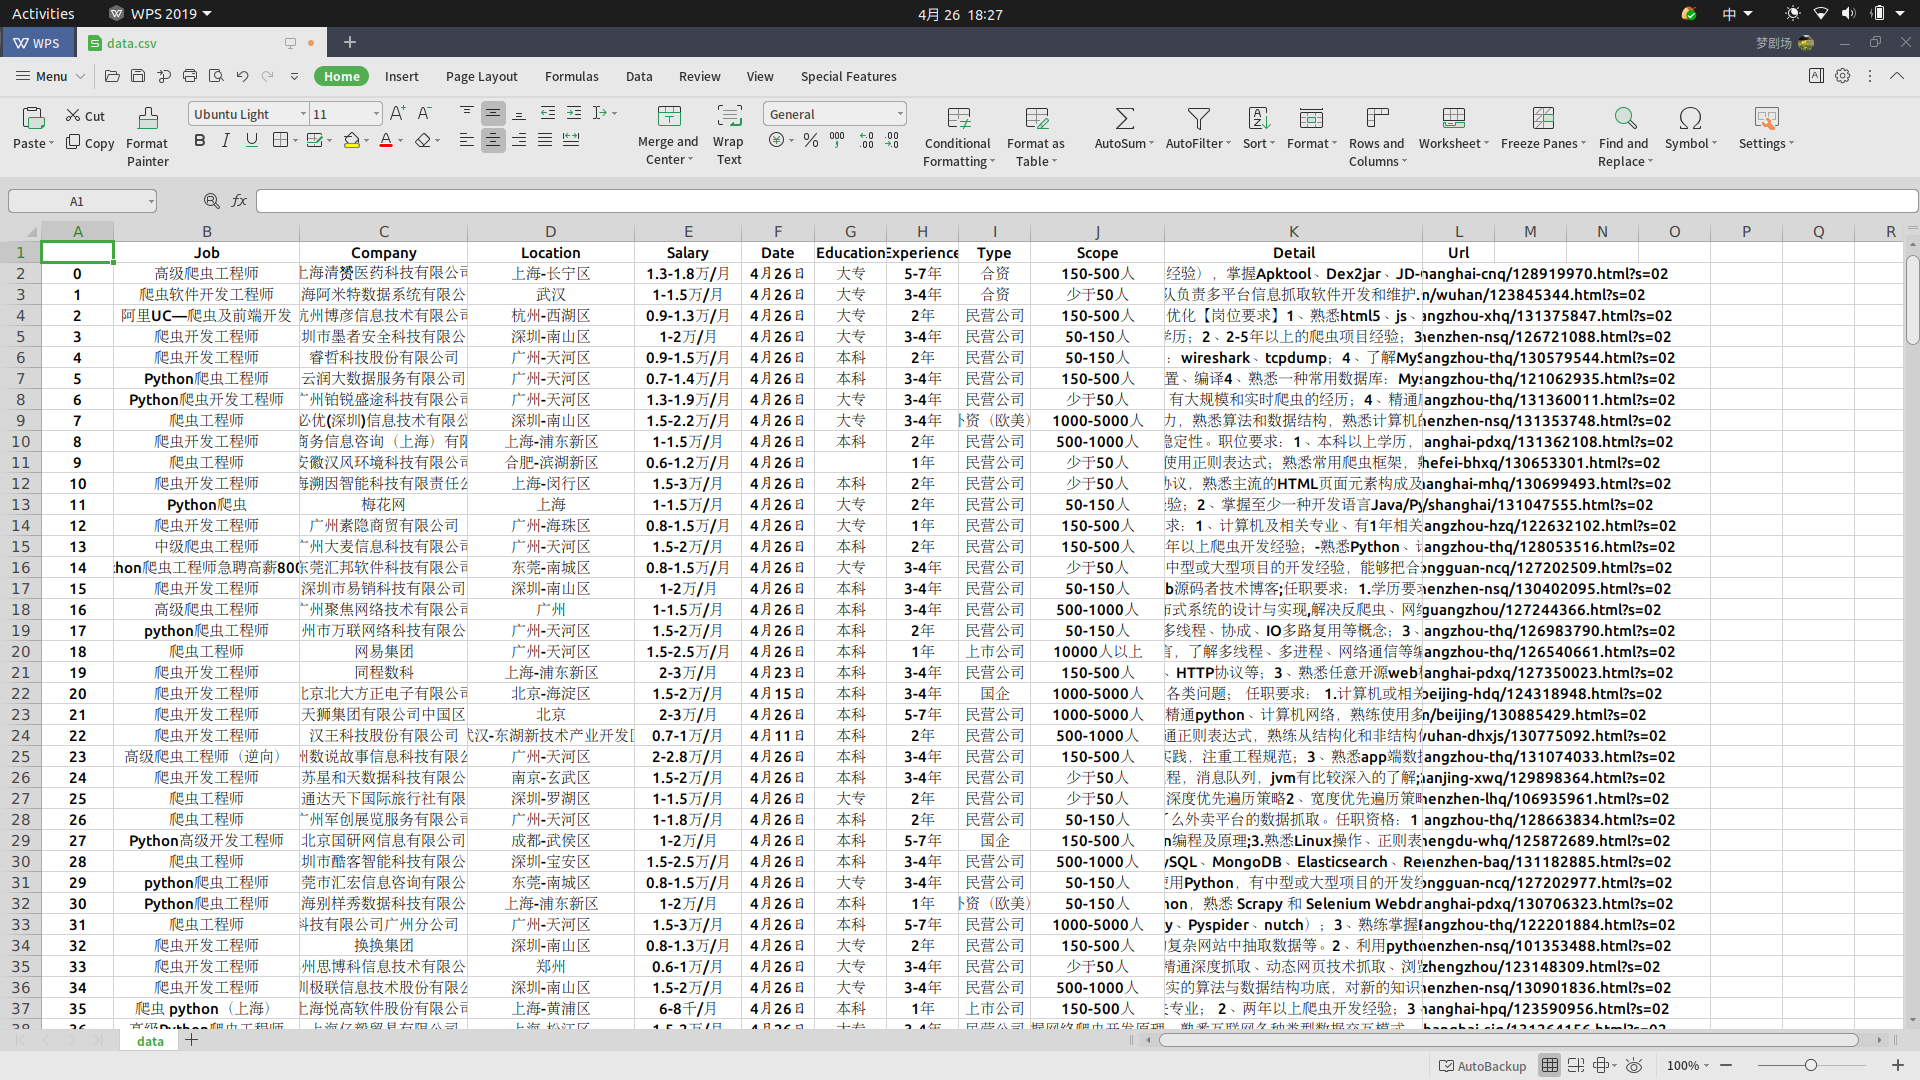 Activities WPS 2019 4月 26 18:27 中
WPS data.csv 梦剧场
Menu Home Insert Page Layout Formulas Data Review View Special Features
Cut Ubuntu Light 11 General
Paste Copy Format Painter Merge and Center Wrap Text Conditional Formatting Format as Table AutoSum AutoFilter Sort Format Rows and Columns Worksheet Freeze Panes Find and Replace Symbol Settings
A1 fx
A B C D E F G H I J K L M N O P Q R
1 Job Company Location Salary Date Education Experience Type Scope Detail Url
2 0 高级爬虫工程师 上海清赟医药科技有限公司 上海-长宁区 1.3-1.8万/月 4月26日 大专 5-7年 合资 150-500人 经验），掌握Apktool、Dex2jar、JD- hanghai-cnq/128919970.html?s=02
3 1 爬虫软件开发工程师 海阿米特数据系统有限公 武汉 1-1.5万/月 4月26日 大专 3-4年 合资 少于50人 队负责多平台信息抓取软件开发和维护. n/wuhan/123845344.html?s=02
4 2 阿里UC—爬虫及前端开发 杭州博彦信息技术有限公 杭州-西湖区 0.9-1.3万/月 4月26日 大专 2年 民营公司 150-500人 优化【岗位要求】1、熟悉html5、js、 angzhou-xhq/131375847.html?s=02
5 3 爬虫开发工程师 圳市墨者安全科技有限公 深圳-南山区 1-2万/月 4月26日 大专 3-4年 民营公司 50-150人 学历；2、2-5年以上的爬虫项目经验；3 henzhen-nsq/126721088.html?s=02
6 4 爬虫开发工程师 睿哲科技股份有限公司 广州-天河区 0.9-1.5万/月 4月26日 本科 2年 民营公司 50-150人 ：wireshark、tcpdump；4、了解MyS angzhou-thq/130579544.html?s=02
7 5 Python爬虫工程师 云润大数据服务有限公司 广州-天河区 0.7-1.4万/月 4月26日 本科 3-4年 民营公司 150-500人 置、编译4、熟悉一种常用数据库：Mys angzhou-thq/121062935.html?s=02
8 6 Python爬虫开发工程师 广州铂锐盛途科技有限公 广州-天河区 1.3-1.9万/月 4月26日 大专 3-4年 民营公司 少于50人 有大规模和实时爬虫的经历；4、精通 angzhou-thq/131360011.html?s=02
9 7 爬虫工程师 必优(深圳)信息技术有限公 深圳-南山区 1.5-2.2万/月 4月26日 大专 3-4年 外资（欧美） 1000-5000人 力，熟悉算法和数据结构，熟悉计算机 henzhen-nsq/131353748.html?s=02
10 8 爬虫开发工程师 商务信息咨询（上海）有限 上海-浦东新区 1-1.5万/月 4月26日 本科 2年 民营公司 500-1000人 稳定性。职位要求：1、本科以上学历， anghai-pdxq/131362108.html?s=02
11 9 爬虫工程师 安徽汉风环境科技有限公 合肥-滨湖新区 0.6-1.2万/月 4月26日 1年 民营公司 少于50人 使用正则表达式；熟悉常用爬虫框架， hefei-bhxq/130653301.html?s=02
12 10 爬虫开发工程师 海溯因智能科技有限责任公 上海-闵行区 1.5-3万/月 4月26日 本科 2年 民营公司 少于50人 协议，熟悉主流的HTML页面元素构成及 anghai-mhq/130699493.html?s=02
13 11 Python爬虫 梅花网 上海 1-1.5万/月 4月26日 大专 2年 民营公司 50-150人 验；2、掌握至少一种开发语言Java/Py /shanghai/131047555.html?s=02
14 12 爬虫开发工程师 广州素隐商贸有限公司 广州-海珠区 0.8-1.5万/月 4月26日 大专 1年 民营公司 150-500人 求：1、计算机及相关专业、有1年相关 angzhou-hzq/122632102.html?s=02
15 13 中级爬虫工程师 广州大麦信息科技有限公 广州-天河区 1.5-2万/月 4月26日 本科 2年 民营公司 150-500人 年以上爬虫开发经验；-熟悉Python、 angzhou-thq/128053516.html?s=02
16 14 thon爬虫工程师急聘高薪800 东莞汇邦软件科技有限公 东莞-南城区 0.8-1.5万/月 4月26日 大专 3-4年 民营公司 少于50人 中型或大型项目的开发经验，能够把合 ongguan-ncq/127202509.html?s=02
17 15 爬虫开发工程师 深圳市易销科技有限公司 深圳-南山区 1-2万/月 4月26日 本科 3-4年 民营公司 50-150人 b源码者技术博客;任职要求：1.学历要求 henzhen-nsq/130402095.html?s=02
18 16 高级爬虫工程师 广州聚焦网络技术有限公 广州 1-1.5万/月 4月26日 本科 3-4年 民营公司 500-1000人 布式系统的设计与实现,解决反爬虫、网络 guangzhou/127244366.html?s=02
19 17 python爬虫工程师 州市万联网络科技有限公 广州-天河区 1.5-2万/月 4月26日 本科 2年 民营公司 50-150人 多线程、协成、IO多路复用等概念；3、 angzhou-thq/126983790.html?s=02
20 18 爬虫工程师 网易集团 广州-天河区 1.5-2.5万/月 4月26日 本科 1年 上市公司 10000人以上 言，了解多线程、多进程、网络通信等编 angzhou-thq/126540661.html?s=02
21 19 爬虫开发工程师 同程数科 上海-浦东新区 2-3万/月 4月23日 本科 3-4年 民营公司 150-500人 、HTTP协议等；3、熟悉任意开源web anghai-pdxq/127350023.html?s=02
22 20 爬虫开发工程师 北京北大方正电子有限公 北京-海淀区 1.5-2万/月 4月15日 本科 3-4年 国企 1000-5000人 各类问题； 任职要求： 1.计算机或相关 beijing-hdq/124318948.html?s=02
23 21 爬虫开发工程师 天狮集团有限公司中国区 北京 2-3万/月 4月26日 本科 5-7年 民营公司 1000-5000人 精通python、计算机网络，熟练使用多 n/beijing/130885429.html?s=02
24 22 爬虫开发工程师 汉王科技股份有限公司 武汉-东湖新技术产业开发区 0.7-1万/月 4月11日 本科 2年 民营公司 500-1000人 通正则表达式，熟练从结构化和非结构化 vuhan-dhxjs/130775092.html?s=02
25 23 高级爬虫工程师（逆向） 州数说故事信息科技有限公 广州-天河区 2-2.8万/月 4月26日 本科 3-4年 民营公司 150-500人 实践，注重工程规范；3、熟悉app端数据 angzhou-thq/131074033.html?s=02
26 24 爬虫开发工程师 苏星和天数据科技有限公 南京-玄武区 1.5-2万/月 4月26日 本科 3-4年 民营公司 少于50人 程，消息队列，jvm有比较深入的了解; nanjing-xwq/129898364.html?s=02
27 25 爬虫工程师 通达天下国际旅行社有限 深圳-罗湖区 1-1.5万/月 4月26日 大专 2年 民营公司 少于50人 深度优先遍历策略2、宽度优先遍历策略 henzhen-lhq/106935961.html?s=02
28 26 爬虫工程师 广州军创展览服务有限公 广州-天河区 1-1.8万/月 4月26日 本科 2年 民营公司 50-150人 了么外卖平台的数据抓取。任职资格：1 angzhou-thq/128663834.html?s=02
29 27 Python高级开发工程师 北京国研网信息有限公司 成都-武侯区 1-2万/月 4月26日 本科 5-7年 国企 150-500人 n编程及原理;3.熟悉Linux操作、正则表 hengdu-whq/125872689.html?s=02
30 28 爬虫工程师 圳市酷客智能科技有限公 深圳-宝安区 1.5-2.5万/月 4月26日 本科 3-4年 民营公司 500-1000人 ySQL、MongoDB、Elasticsearch、Re henzhen-baq/131182885.html?s=02
31 29 python爬虫工程师 莞市汇宏信息咨询有限公 东莞-南城区 0.8-1.5万/月 4月26日 大专 3-4年 民营公司 50-150人 使用Python，有中型或大型项目的开发经 ongguan-ncq/127202977.html?s=02
32 30 Python爬虫工程师 海别样秀数据科技有限公 上海-浦东新区 1-2万/月 4月26日 本科 1年 外资（欧美） 50-150人 hon，熟悉 Scrapy 和 Selenium Webdr anghai-pdxq/130706323.html?s=02
33 31 爬虫工程师 科技有限公司广州分公司 广州-天河区 1.5-3万/月 4月26日 本科 5-7年 民营公司 1000-5000人 y、Pyspider、nutch）；3、熟练掌握 angzhou-thq/122201884.html?s=02
34 32 爬虫开发工程师 换换集团 深圳-南山区 0.8-1.3万/月 4月26日 大专 2年 民营公司 150-500人 复杂网站中抽取数据等。2、利用pytho henzhen-nsq/101353488.html?s=02
35 33 爬虫开发工程师 州思博科信息技术有限公 郑州 0.6-1万/月 4月26日 大专 3-4年 民营公司 少于50人 精通深度抓取、动态网页技术抓取、浏览 zhengzhou/123148309.html?s=02
36 34 爬虫开发工程师 圳极联信息技术股份有限公 深圳-南山区 1.5-2万/月 4月26日 大专 3-4年 民营公司 500-1000人 实的算法与数据结构功底，对新的知识 henzhen-nsq/130901836.html?s=02
37 35 爬虫 python（上海） 上海悦高软件股份有限公 上海-黄浦区 6-8千/月 4月26日 本科 1年 上市公司 150-500人 专业；2、两年以上爬虫开发经验；3 hanghai-hpq/123590956.html?s=02
data
AutoBackup 100%